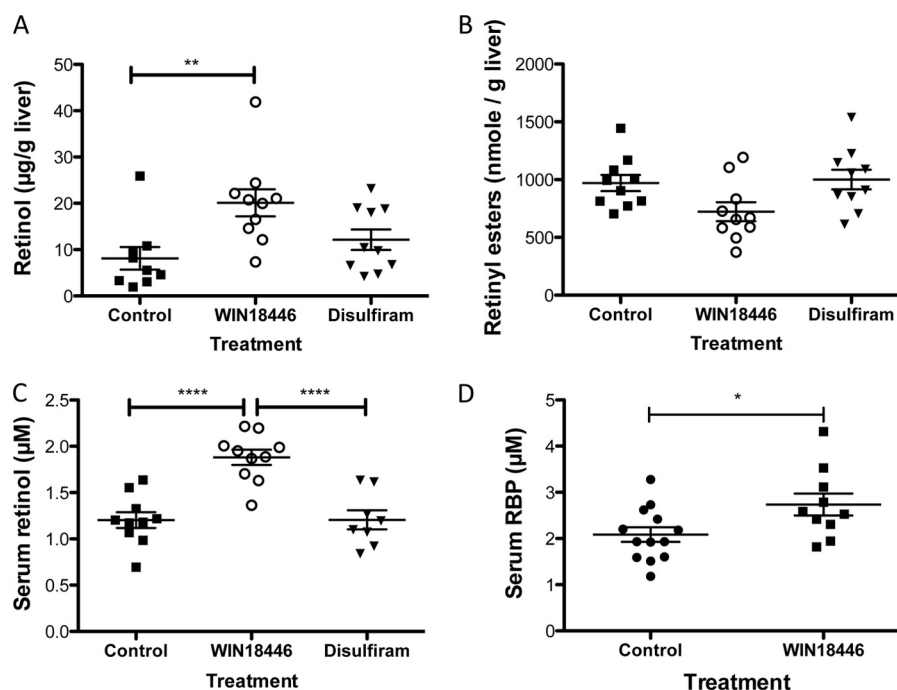 A
Retinol (µg/g liver)
50
40
30
20
10
0
**
Control WIN18446 Disulfiram
Treatment
B
Retinyl esters (nmole / g liver)
2000
1500
1000
500
0
Control WIN18446 Disulfiram
Treatment
C
Serum retinol (µM)
2.5
2.0
1.5
1.0
0.5
0.0
**** ****
Control WIN18446 Disulfiram
Treatment
D
Serum RBP (µM)
5
4
3
2
1
0
*
Control WIN18446
Treatment